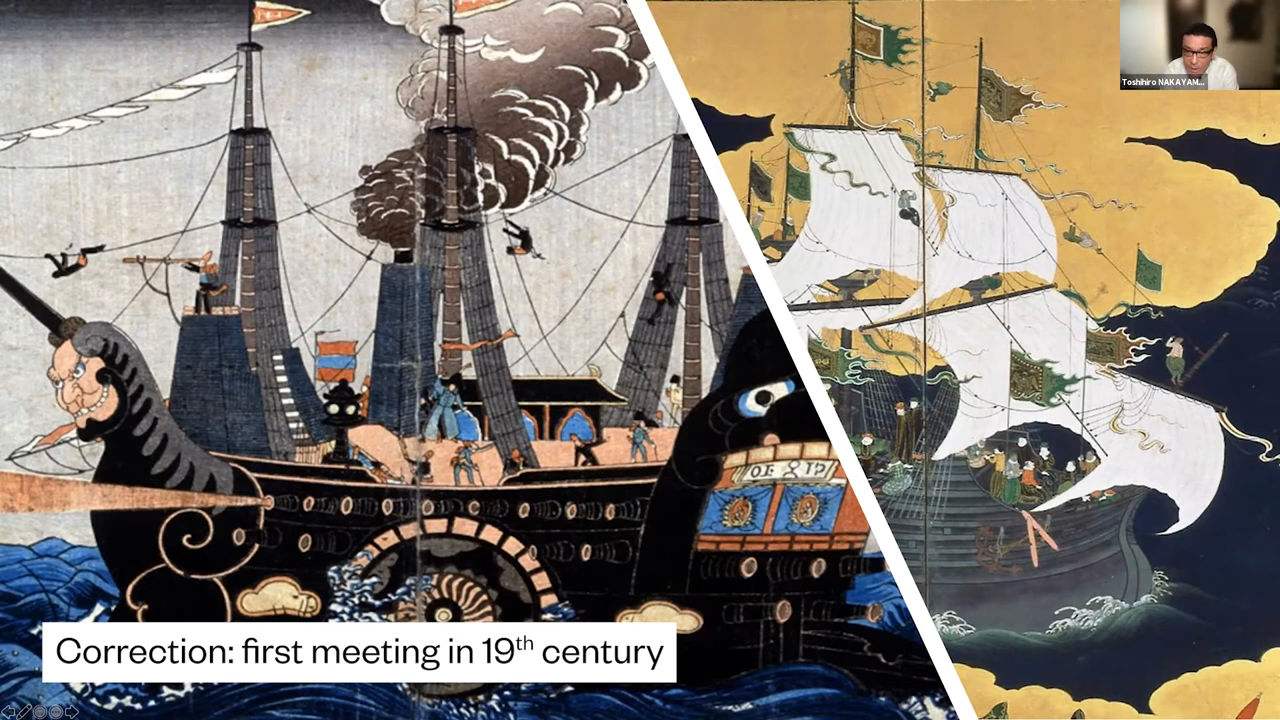 Toshihiro NAKAYAM...
Correction: first meeting in 19th century